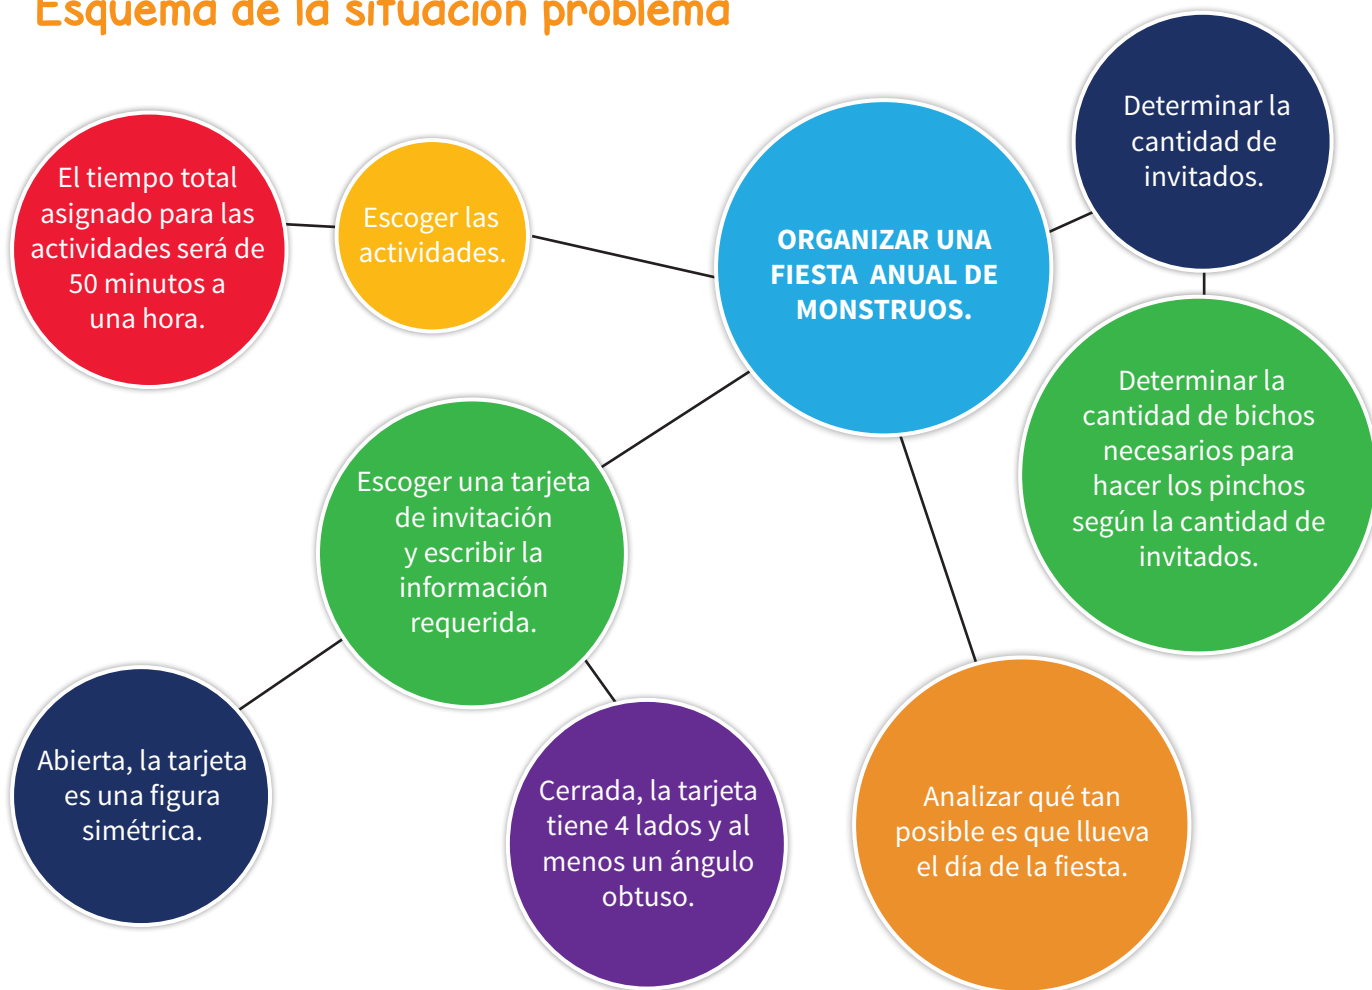 Esquema de la situación problema
El tiempo total
asignado para las
actividades será de
50 minutos a
una hora.
Escoger las
actividades.
ORGANIZAR UNA
FIESTA ANUAL DE
MONSTRUOS.
Determinar la
cantidad de
invitados.
Determinar la
cantidad de bichos
necesarios para
hacer los pinchos
según la cantidad de
invitados.
Escoger una tarjeta
de invitación
y escribir la
información
requerida.
Abierta, la tarjeta
es una figura
simétrica.
Cerrada, la tarjeta
tiene 4 lados y al
menos un ángulo
obtuso.
Analizar qué tan
posible es que llueva
el día de la fiesta.